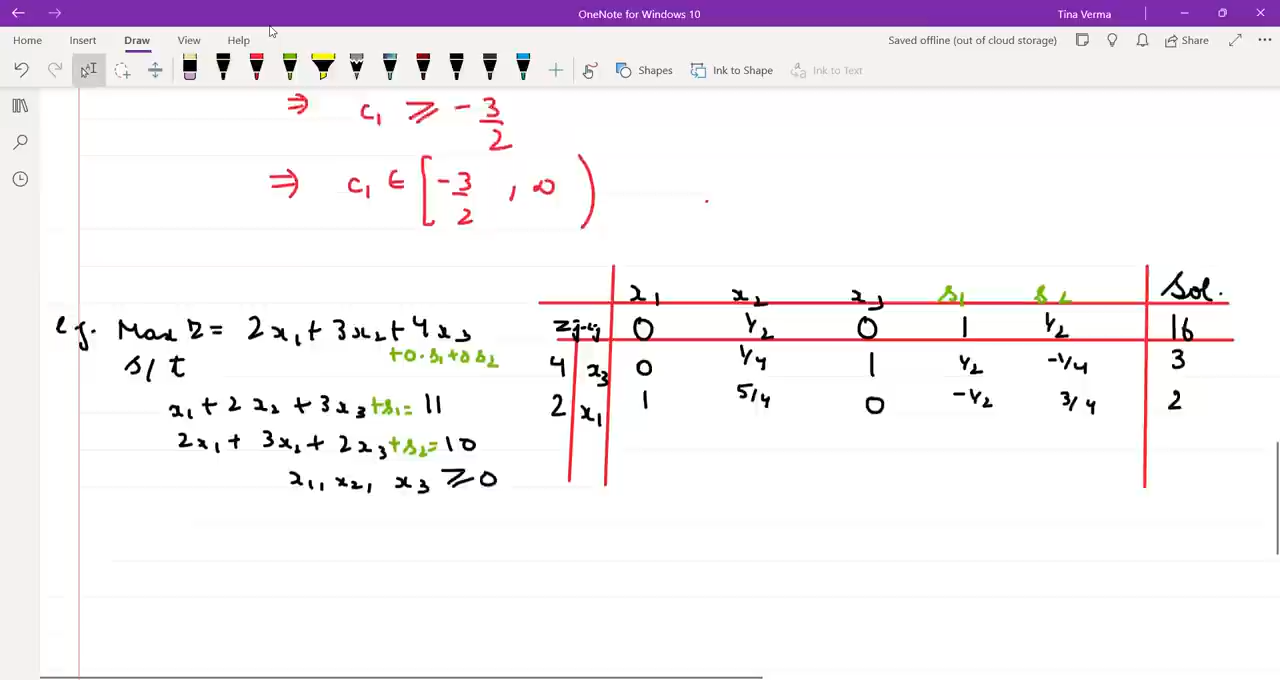 OneNote for Windows 10
Tina Verma
Home Insert Draw View Help
Saved offline (out of cloud storage)
Share
Shapes
Ink to Shape
Ink to Text
⇒ c₁ ≥ -3/2
⇒ c₁ ∈ [-3/2, ∞)
e.g. Max Z = 2x₁ + 3x₂ + 4x₃
+0·s₁+0s₂
s/t
x₁ + 2x₂ + 3x₃ +s₁= 11
2x₁ + 3x₂ + 2x₃ +s₂= 10
x₁, x₂, x₃ ≥ 0
x₁ x₂ x₃ s₁ s₂ Sol.
zj-cj 0 1/2 0 1 1/2 16
4 x₃ 0 1/4 1 1/2 -1/4 3
2 x₁ 1 5/4 0 -1/2 3/4 2